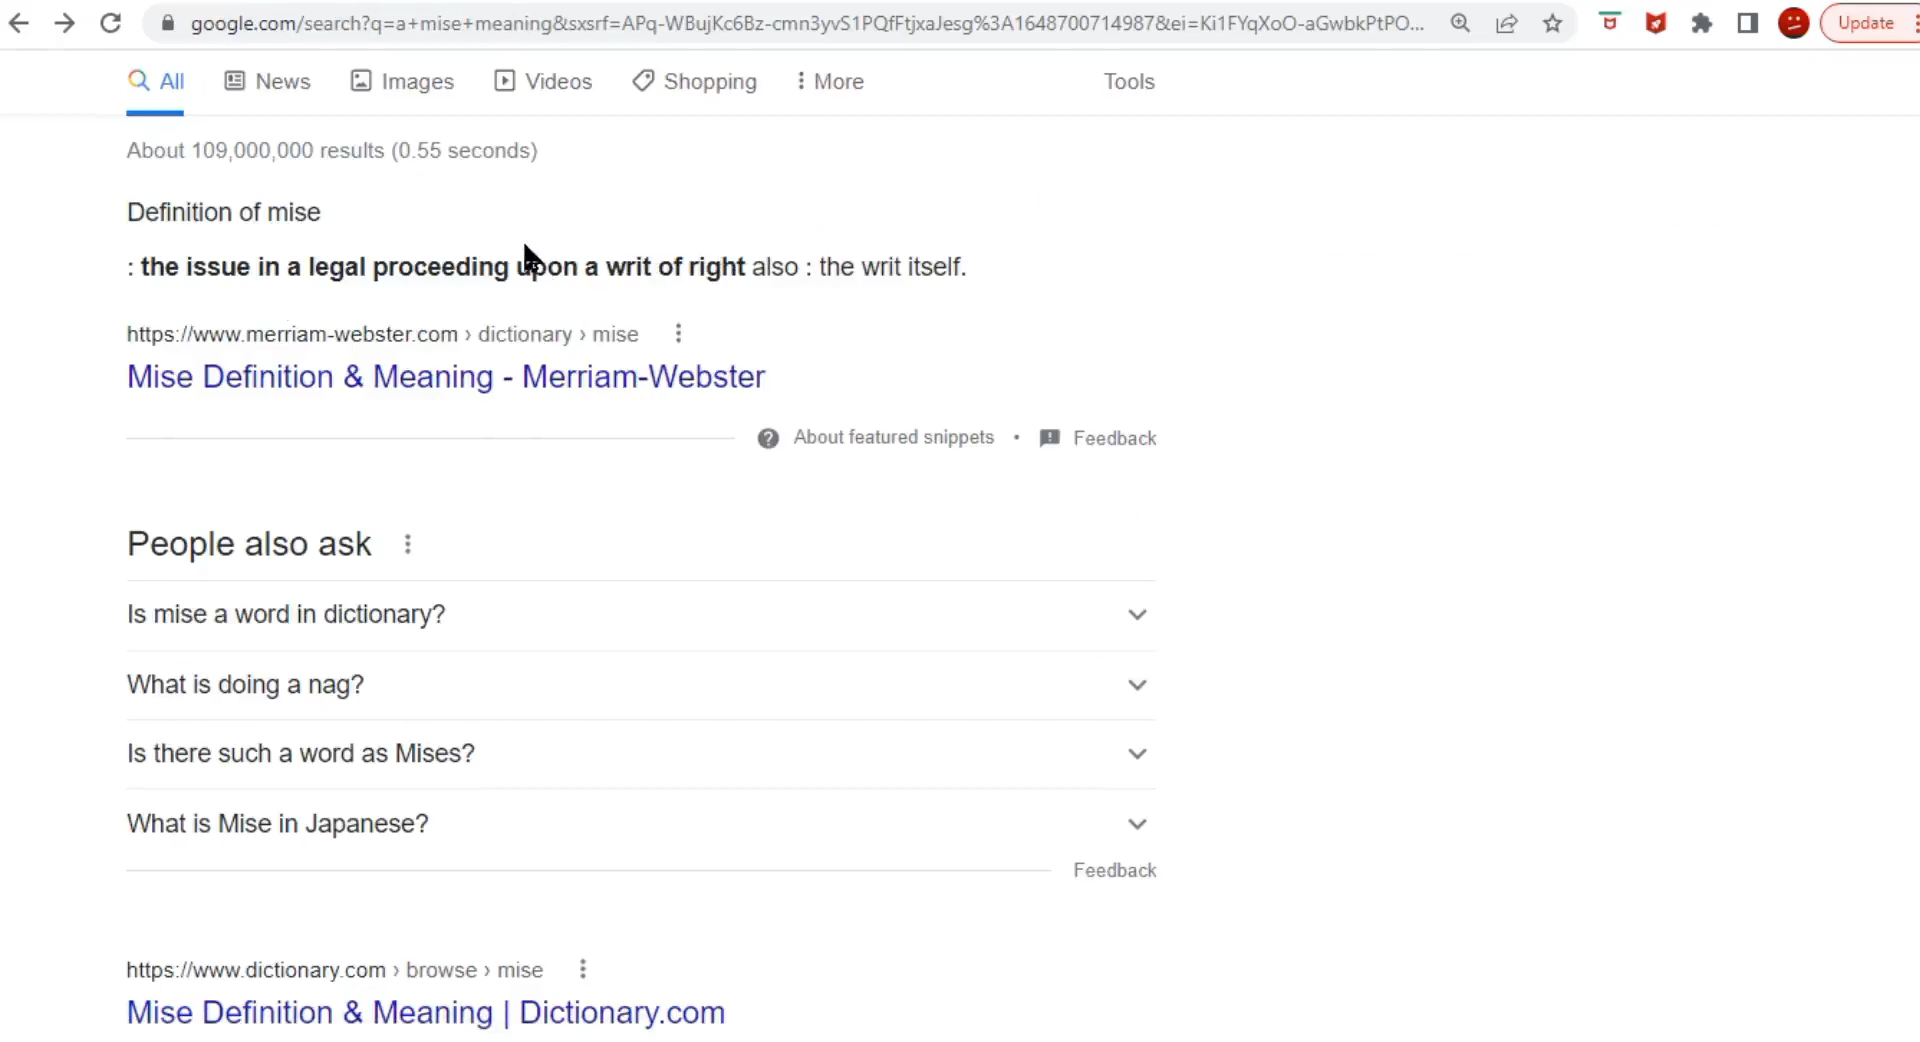 google.com/search?q=a+mise+meaning&sxsrf=APq-WBujKc6Bz-cmn3yvS1PQfFtjxaJesg%3A1648700714987&ei=Ki1FYqXoO-aGwbkPtPO...
Update
All News Images Videos Shopping More Tools
About 109,000,000 results (0.55 seconds)
Definition of mise
: the issue in a legal proceeding upon a writ of right also : the writ itself.
https://www.merriam-webster.com › dictionary › mise
Mise Definition & Meaning - Merriam-Webster
About featured snippets • Feedback
People also ask
Is mise a word in dictionary?
What is doing a nag?
Is there such a word as Mises?
What is Mise in Japanese?
Feedback
https://www.dictionary.com › browse › mise
Mise Definition & Meaning | Dictionary.com